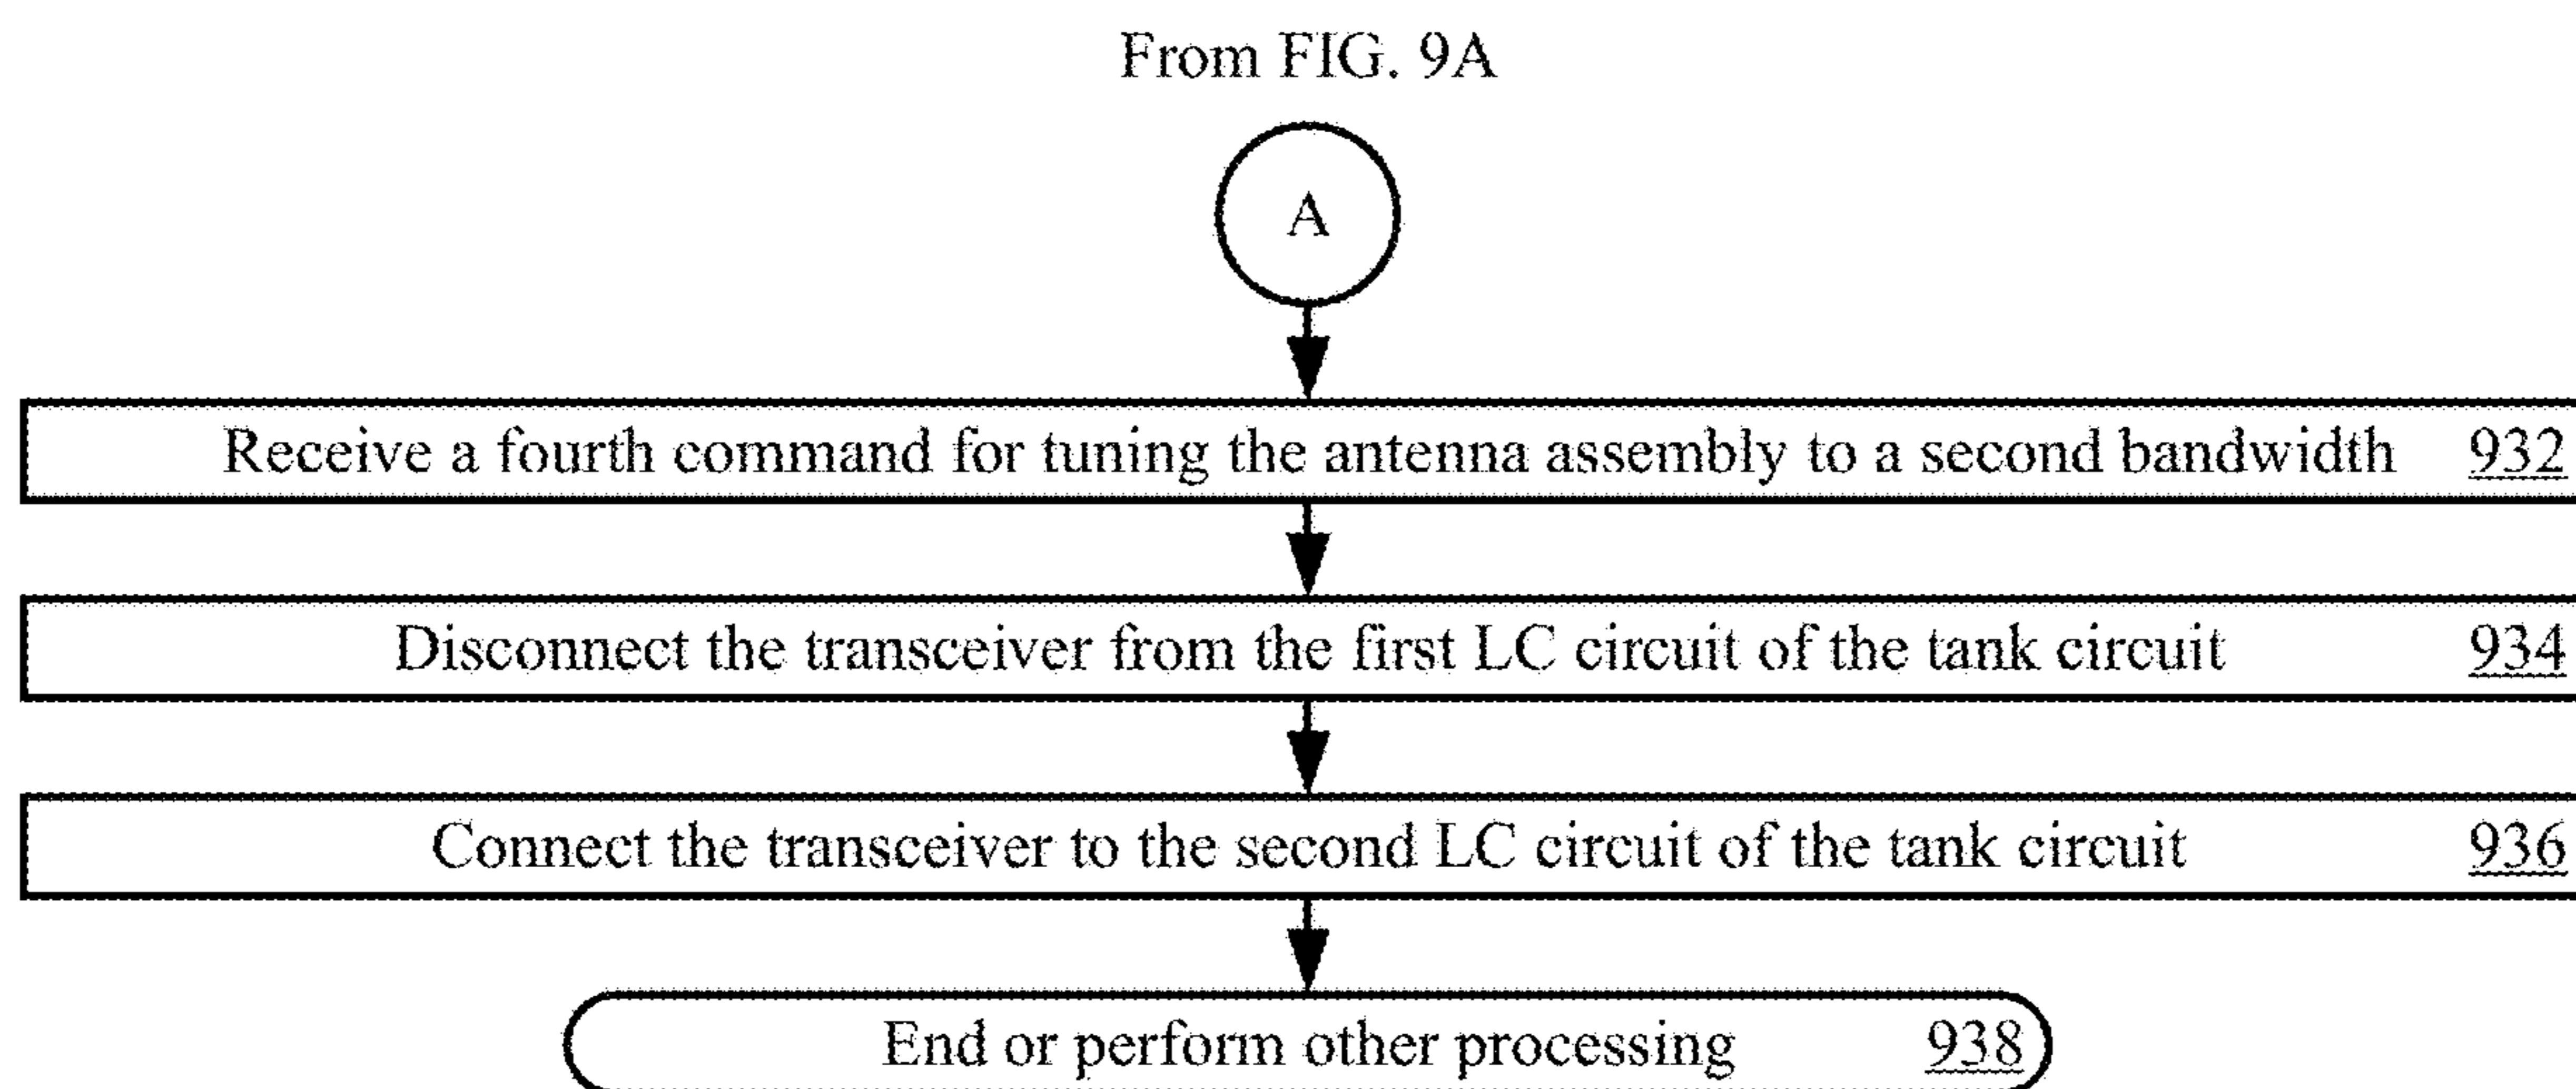 From FIG. 9A
A
Receive a fourth command for tuning the antenna assembly to a second bandwidth 932
Disconnect the transceiver from the first LC circuit of the tank circuit 934
Connect the transceiver to the second LC circuit of the tank circuit 936
End or perform other processing 938